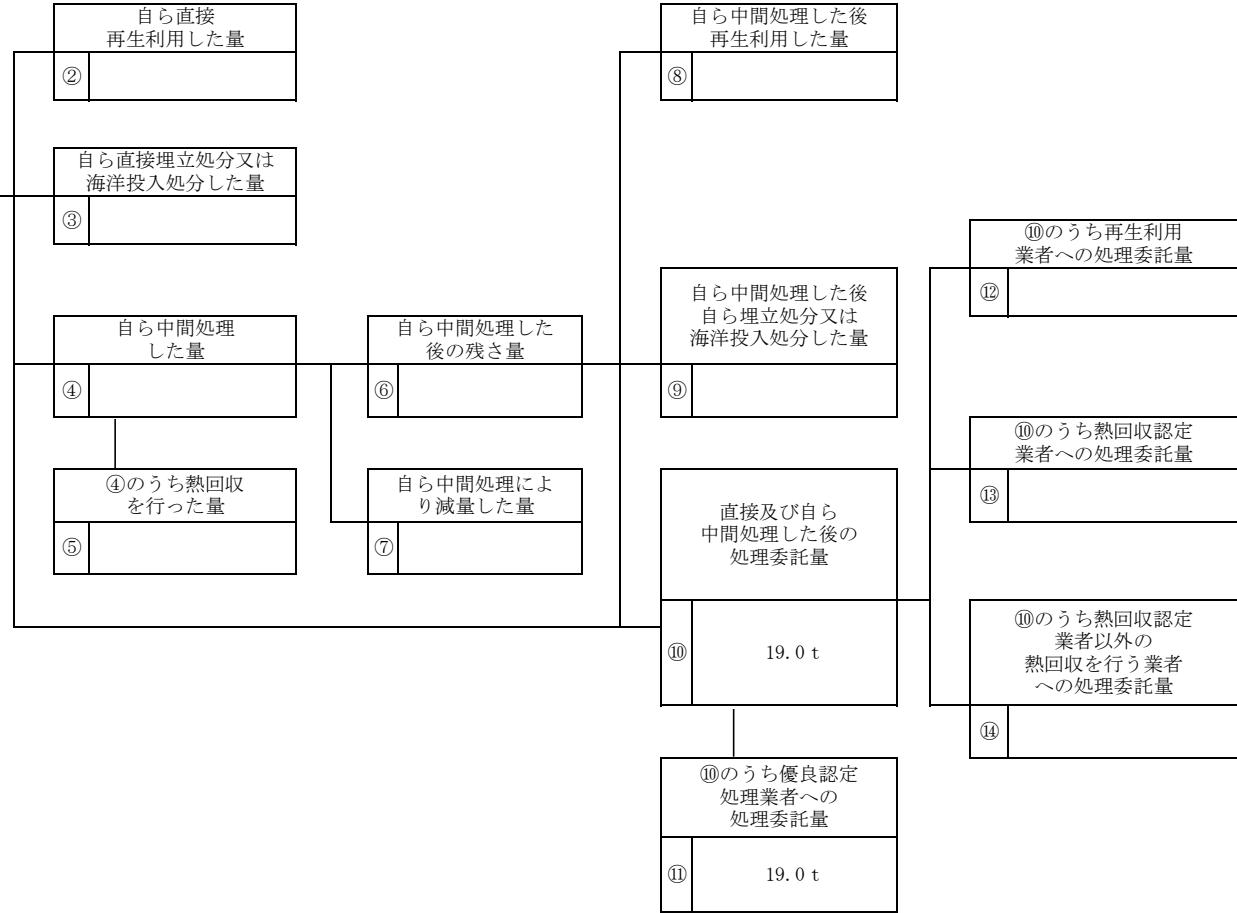 自ら直接
再生利用した量
②
自ら中間処理した後
再生利用した量
⑧
自ら直接埋立処分又は
海洋投入処分した量
③
⑩のうち再生利用
業者への処理委託量
⑫
自ら中間処理した後
自ら埋立処分又は
海洋投入処分した量
⑨
自ら中間処理
した量
④
自ら中間処理した
後の残さ量
⑥
⑩のうち熱回収認定
業者への処理委託量
⑬
④のうち熱回収
を行った量
⑤
自ら中間処理によ
り減量した量
⑦
直接及び自ら
中間処理した後の
処理委託量
⑩ 19.0 t
⑩のうち熱回収認定
業者以外の
熱回収を行う業者
への処理委託量
⑭
⑩のうち優良認定
処理業者への
処理委託量
⑪ 19.0 t